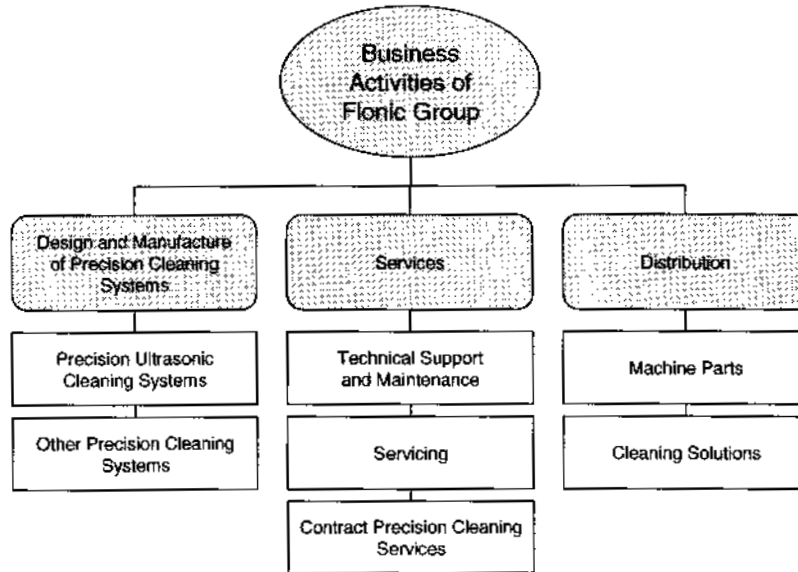 Business
Activities of
Flonic Group
Design and Manufacture
of Precision Cleaning
Systems
Services
Distribution
Precision Ultrasonic
Cleaning Systems
Technical Support
and Maintenance
Machine Parts
Other Precision Cleaning
Systems
Servicing
Cleaning Solutions
Contract Precision Cleaning
Services